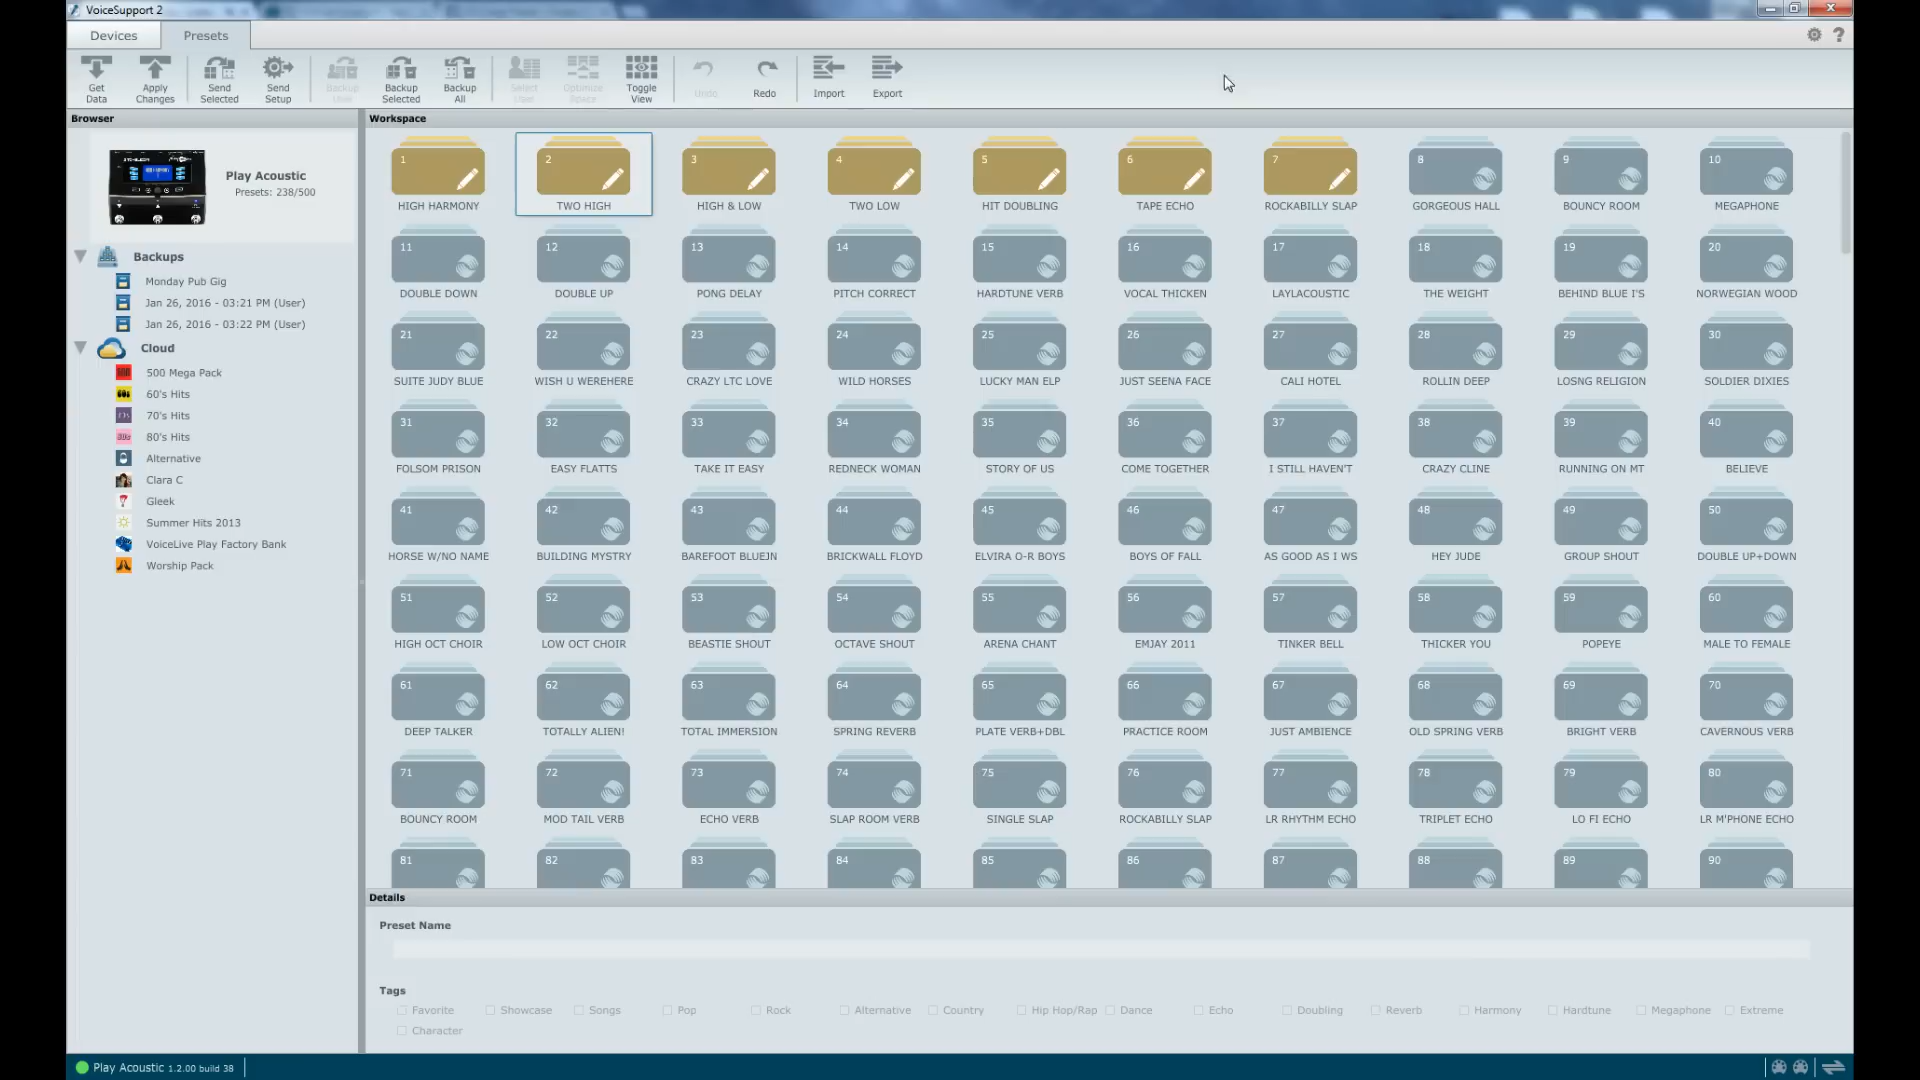 VoiceSupport 2
Devices Presets
Get Data Apply Changes Send Selected Send Setup Backup User Backup Selected Backup All Select User Optimize Space Toggle View Undo Redo Import Export
Browser Workspace
Play Acoustic
Presets: 238/500
Backups
Monday Pub Gig
Jan 26, 2016 - 03:21 PM (User)
Jan 26, 2016 - 03:22 PM (User)
Cloud
500 Mega Pack
60's Hits
70's Hits
80's Hits
Alternative
Clara C
Gleek
Summer Hits 2013
VoiceLive Play Factory Bank
Worship Pack
1 2 3 4 5 6 7 8 9 10
HIGH HARMONY TWO HIGH HIGH & LOW TWO LOW HIT DOUBLING TAPE ECHO ROCKABILLY SLAP GORGEOUS HALL BOUNCY ROOM MEGAPHONE
11 12 13 14 15 16 17 18 19 20
DOUBLE DOWN DOUBLE UP PONG DELAY PITCH CORRECT HARDTUNE VERB VOCAL THICKEN LAYLACOUSTIC THE WEIGHT BEHIND BLUE I'S NORWEGIAN WOOD
21 22 23 24 25 26 27 28 29 30
SUITE JUDY BLUE WISH U WEREHERE CRAZY LTC LOVE WILD HORSES LUCKY MAN ELP JUST SEENA FACE CALI HOTEL ROLLIN DEEP LOSNG RELIGION SOLDIER DIXIES
31 32 33 34 35 36 37 38 39 40
FOLSOM PRISON EASY FLATTS TAKE IT EASY REDNECK WOMAN STORY OF US COME TOGETHER I STILL HAVEN'T CRAZY CLINE RUNNING ON MT BELIEVE
41 42 43 44 45 46 47 48 49 50
HORSE W/NO NAME BUILDING MYSTRY BAREFOOT BLUEJN BRICKWALL FLOYD ELVIRA O-R BOYS BOYS OF FALL AS GOOD AS I WS HEY JUDE GROUP SHOUT DOUBLE UP+DOWN
51 52 53 54 55 56 57 58 59 60
HIGH OCT CHOIR LOW OCT CHOIR BEASTIE SHOUT OCTAVE SHOUT ARENA CHANT EMJAY 2011 TINKER BELL THICKER YOU POPEYE MALE TO FEMALE
61 62 63 64 65 66 67 68 69 70
DEEP TALKER TOTALLY ALIEN! TOTAL IMMERSION SPRING REVERB PLATE VERB+DBL PRACTICE ROOM JUST AMBIENCE OLD SPRING VERB BRIGHT VERB CAVERNOUS VERB
71 72 73 74 75 76 77 78 79 80
BOUNCY ROOM MOD TAIL VERB ECHO VERB SLAP ROOM VERB SINGLE SLAP ROCKABILLY SLAP LR RHYTHM ECHO TRIPLET ECHO LO FI ECHO LR M'PHONE ECHO
81 82 83 84 85 86 87 88 89 90
Details
Preset Name
Tags
Favorite Showcase Songs Pop Rock Alternative Country Hip Hop/Rap Dance Echo Doubling Reverb Harmony Hardtune Megaphone Extreme
Character
Play Acoustic 1.2.00 build 38